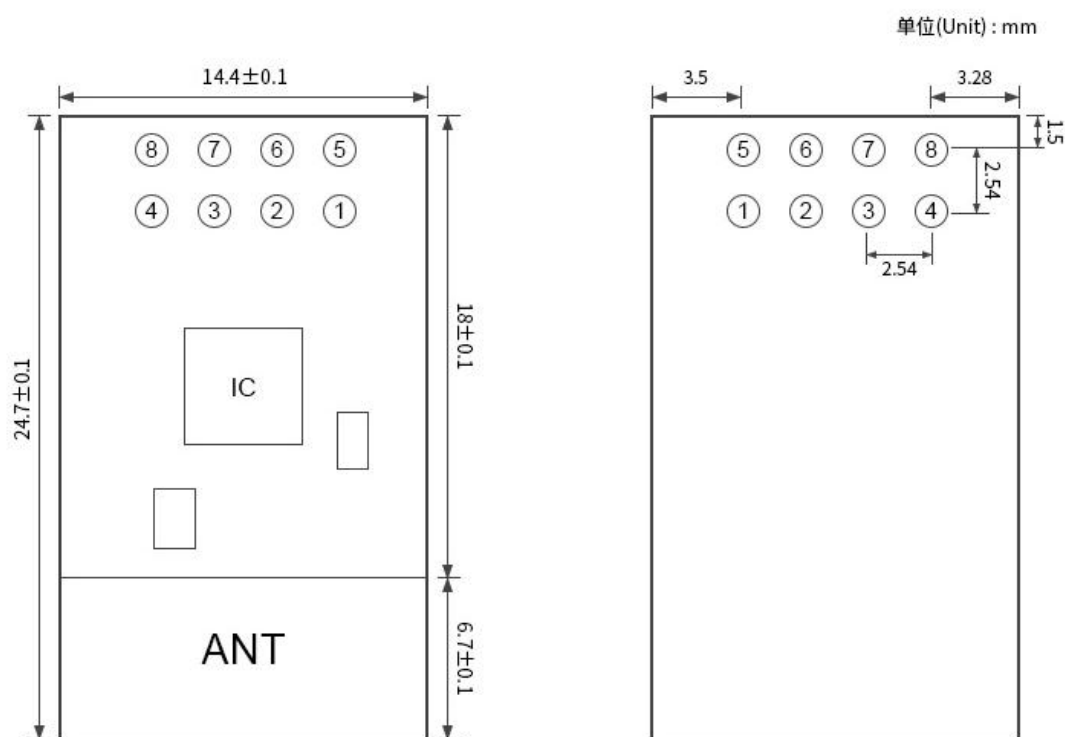 单位(Unit) : mm
14.4±0.1
3.5
3.28
8 7 6 5
4 3 2 1
5 6 7 8
1 2 3 4
1.5
2.54
2.54
24.7±0.1
18±0.1
IC
6.7±0.1
ANT